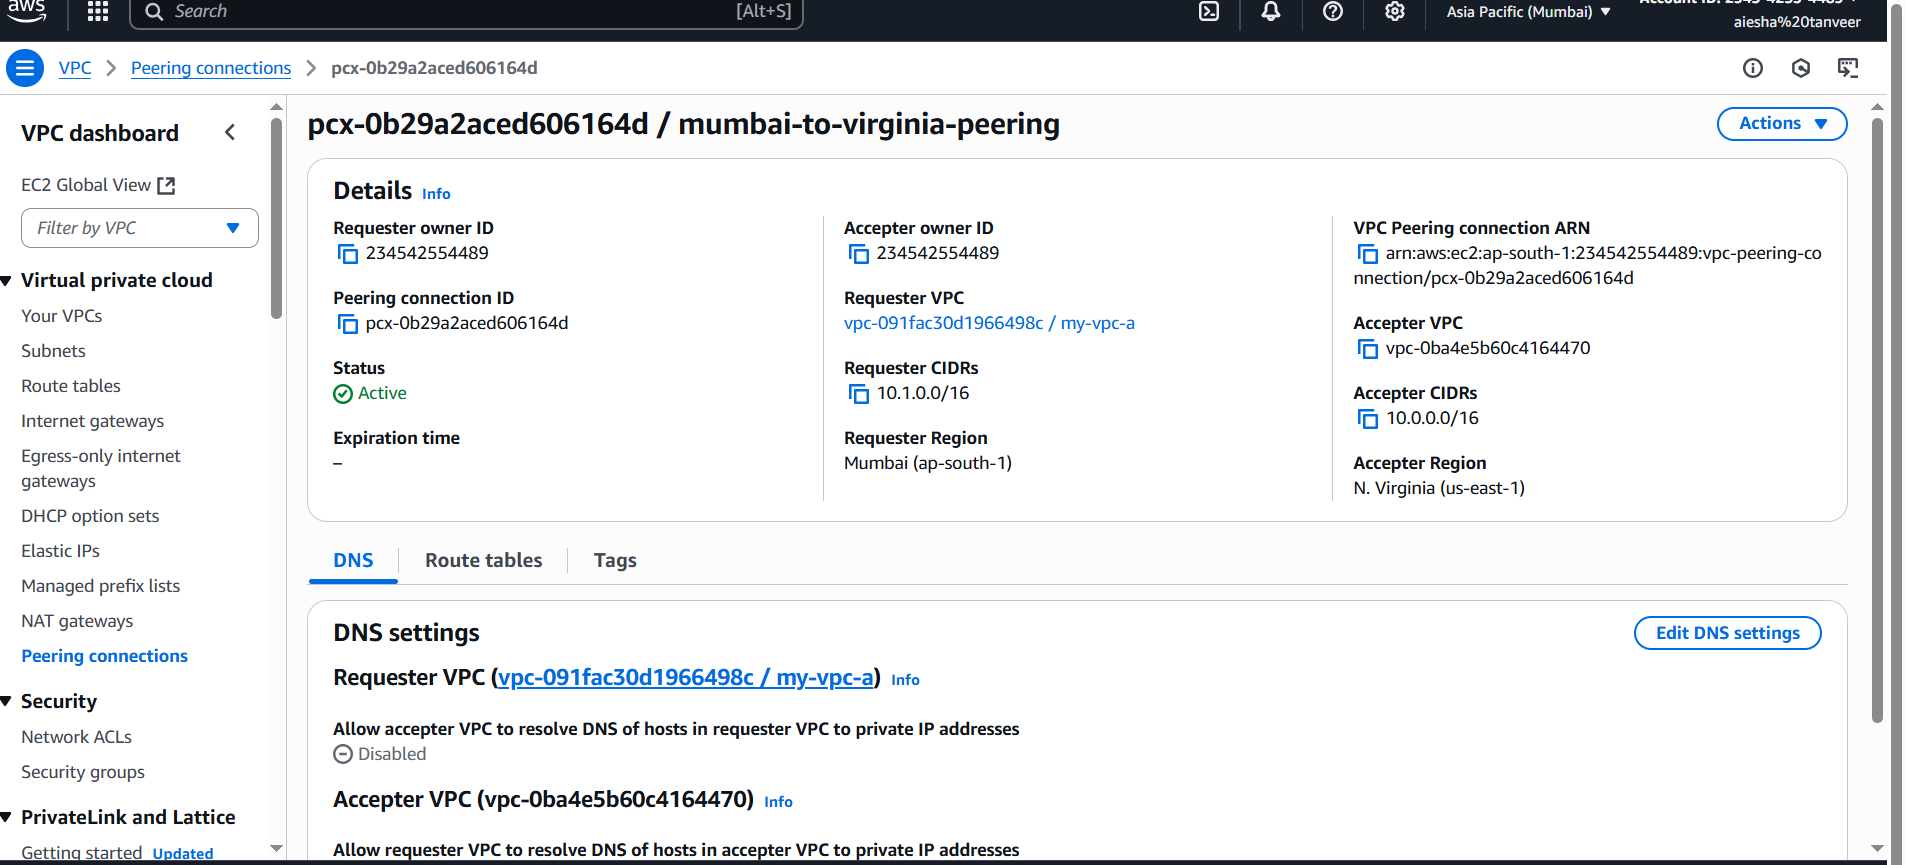 aws
Search
[Alt+S]
Asia Pacific (Mumbai)
aiesha%20tanveer
VPC
Peering connections
pcx-0b29a2aced606164d
VPC dashboard
EC2 Global View
Filter by VPC
Virtual private cloud
Your VPCs
Subnets
Route tables
Internet gateways
Egress-only internet
gateways
DHCP option sets
Elastic IPs
Managed prefix lists
NAT gateways
Peering connections
Security
Network ACLs
Security groups
PrivateLink and Lattice
Getting started Updated
pcx-0b29a2aced606164d / mumbai-to-virginia-peering
Actions
Details Info
Requester owner ID
234542554489
Peering connection ID
pcx-0b29a2aced606164d
Status
Active
Expiration time
–
Accepter owner ID
234542554489
Requester VPC
vpc-091fac30d1966498c / my-vpc-a
Requester CIDRs
10.1.0.0/16
Requester Region
Mumbai (ap-south-1)
VPC Peering connection ARN
arn:aws:ec2:ap-south-1:234542554489:vpc-peering-co
nnection/pcx-0b29a2aced606164d
Accepter VPC
vpc-0ba4e5b60c4164470
Accepter CIDRs
10.0.0.0/16
Accepter Region
N. Virginia (us-east-1)
DNS
Route tables
Tags
DNS settings
Edit DNS settings
Requester VPC (vpc-091fac30d1966498c / my-vpc-a) Info
Allow accepter VPC to resolve DNS of hosts in requester VPC to private IP addresses
Disabled
Accepter VPC (vpc-0ba4e5b60c4164470) Info
Allow requester VPC to resolve DNS of hosts in accepter VPC to private IP addresses